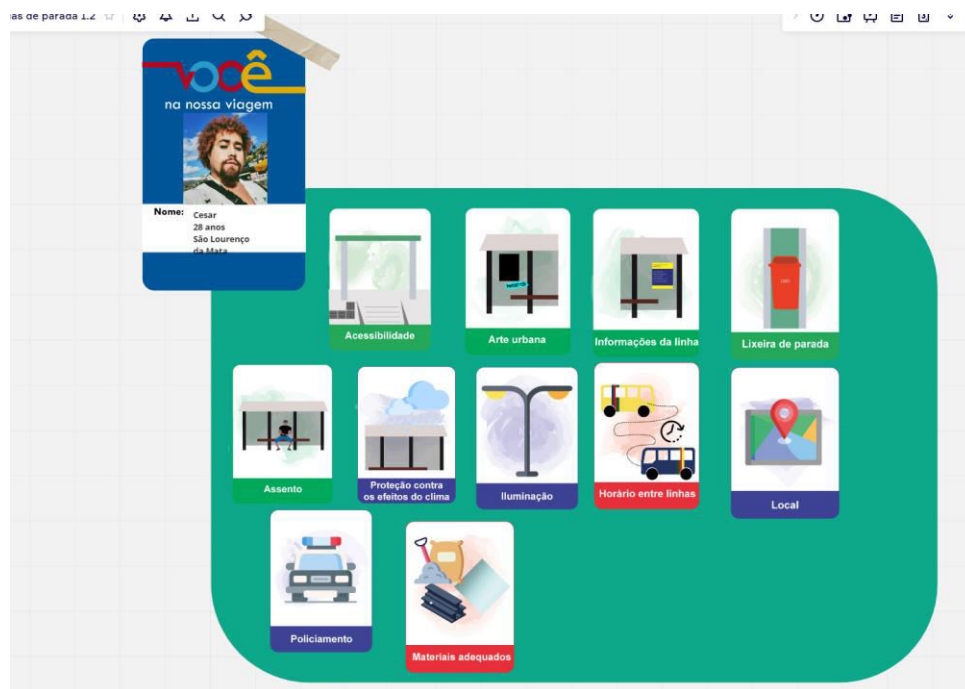 as de parada 1.2
você
na nossa viagem
Nome: Cesar
28 anos
São Lourenço
da Mata
Acessibilidade
Arte urbana
Informações da linha
Lixeira de parada
Assento
Proteção contra
os efeitos do clima
Iluminação
Horário entre linhas
Local
Policiamento
Materiais adequados